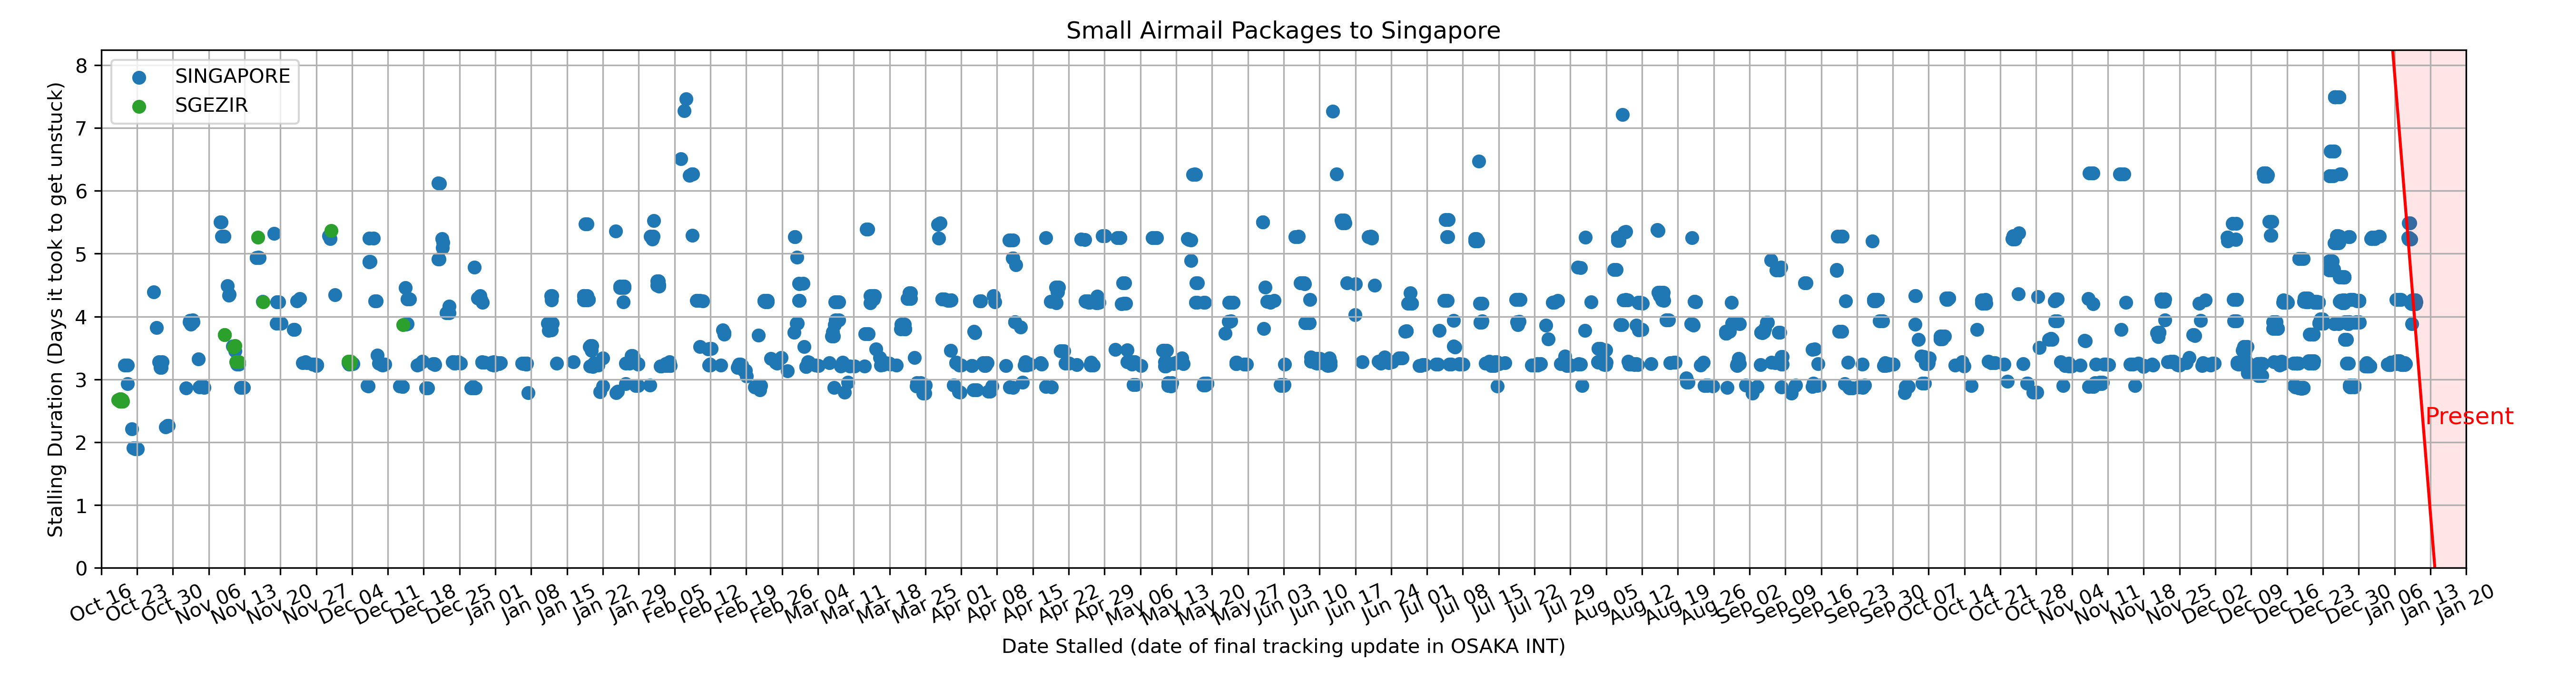 Small Airmail Packages to Singapore
SINGAPORE
SGEZIR
Stalling Duration (Days it took to get unstuck)
8
7
6
5
4
3
2
1
0
Present
Oct 16 Oct 23 Oct 30 Nov 06 Nov 13 Nov 20 Nov 27 Dec 04 Dec 11 Dec 18 Dec 25 Jan 01 Jan 08 Jan 15 Jan 22 Jan 29 Feb 05 Feb 12 Feb 19 Feb 26 Mar 04 Mar 11 Mar 18 Mar 25 Apr 01 Apr 08 Apr 15 Apr 22 Apr 29 May 06 May 13 May 20 May 27 Jun 03 Jun 10 Jun 17 Jun 24 Jul 01 Jul 08 Jul 15 Jul 22 Jul 29 Aug 05 Aug 12 Aug 19 Aug 26 Sep 02 Sep 09 Sep 16 Sep 23 Sep 30 Oct 07 Oct 14 Oct 21 Oct 28 Nov 04 Nov 11 Nov 18 Nov 25 Dec 02 Dec 09 Dec 16 Dec 23 Dec 30 Jan 06 Jan 13 Jan 20
Date Stalled (date of final tracking update in OSAKA INT)